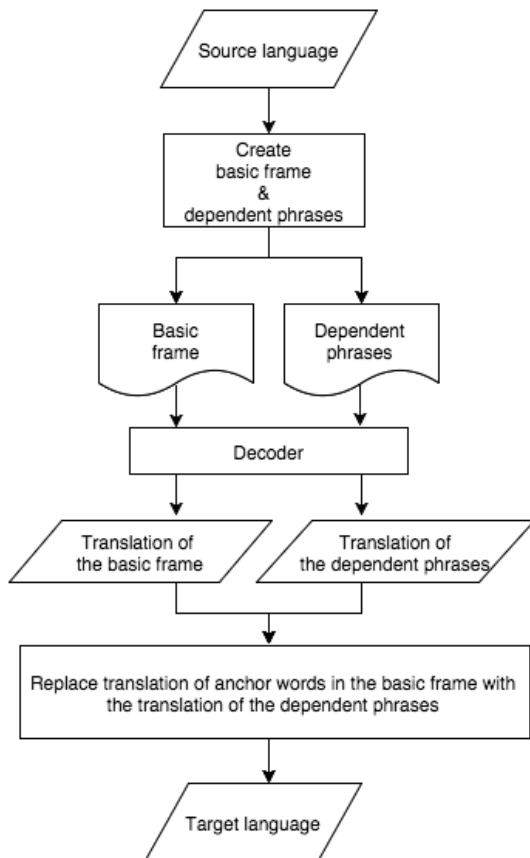 Source language
Create
basic frame
&
dependent phrases
Basic
frame
Dependent
phrases
Decoder
Translation of
the basic frame
Translation of
the dependent phrases
Replace translation of anchor words in the basic frame with
the translation of the dependent phrases
Target language